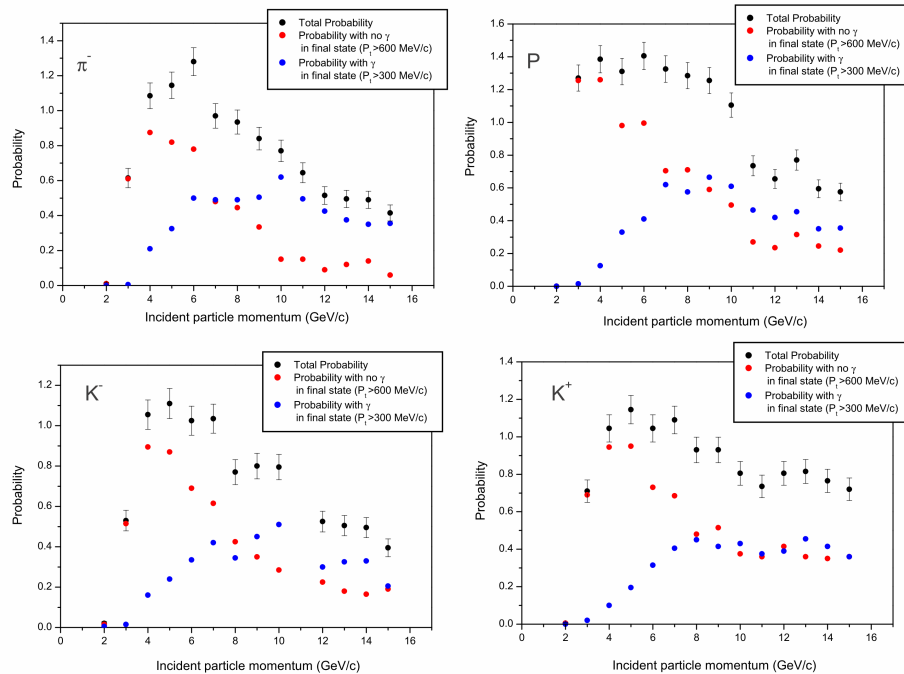 π-
Total Probability
Probability with no γ
in final state (Pt>600 MeV/c)
Probability with γ
in final state (Pt>300 MeV/c)
Probability
1.4
1.2
1.0
0.8
0.6
0.4
0.2
0.0
0 2 4 6 8 10 12 14 16
Incident particle momentum (GeV/c)
P
Total Probability
Probability with no γ
in final state (Pt>600 MeV/c)
Probability with γ
in final state (Pt>300 MeV/c)
Probability
1.6
1.4
1.2
1.0
0.8
0.6
0.4
0.2
0.0
0 2 4 6 8 10 12 14 16
Incident particle momentum (GeV/c)
K-
Total Probability
Probability with no γ
in final state (Pt>600 MeV/c)
Probability with γ
in final state (Pt>300 MeV/c)
Probability
1.2
1.0
0.8
0.6
0.4
0.2
0.0
0 2 4 6 8 10 12 14 16
Incident particle momentum (GeV/c)
K+
Total Probability
Probability with no γ
in final state (Pt>600 MeV/c)
Probability with γ
in final state (Pt>300 MeV/c)
Probability
1.4
1.2
1.0
0.8
0.6
0.4
0.2
0.0
0 2 4 6 8 10 12 14 16
Incident particle momentum (GeV/c)